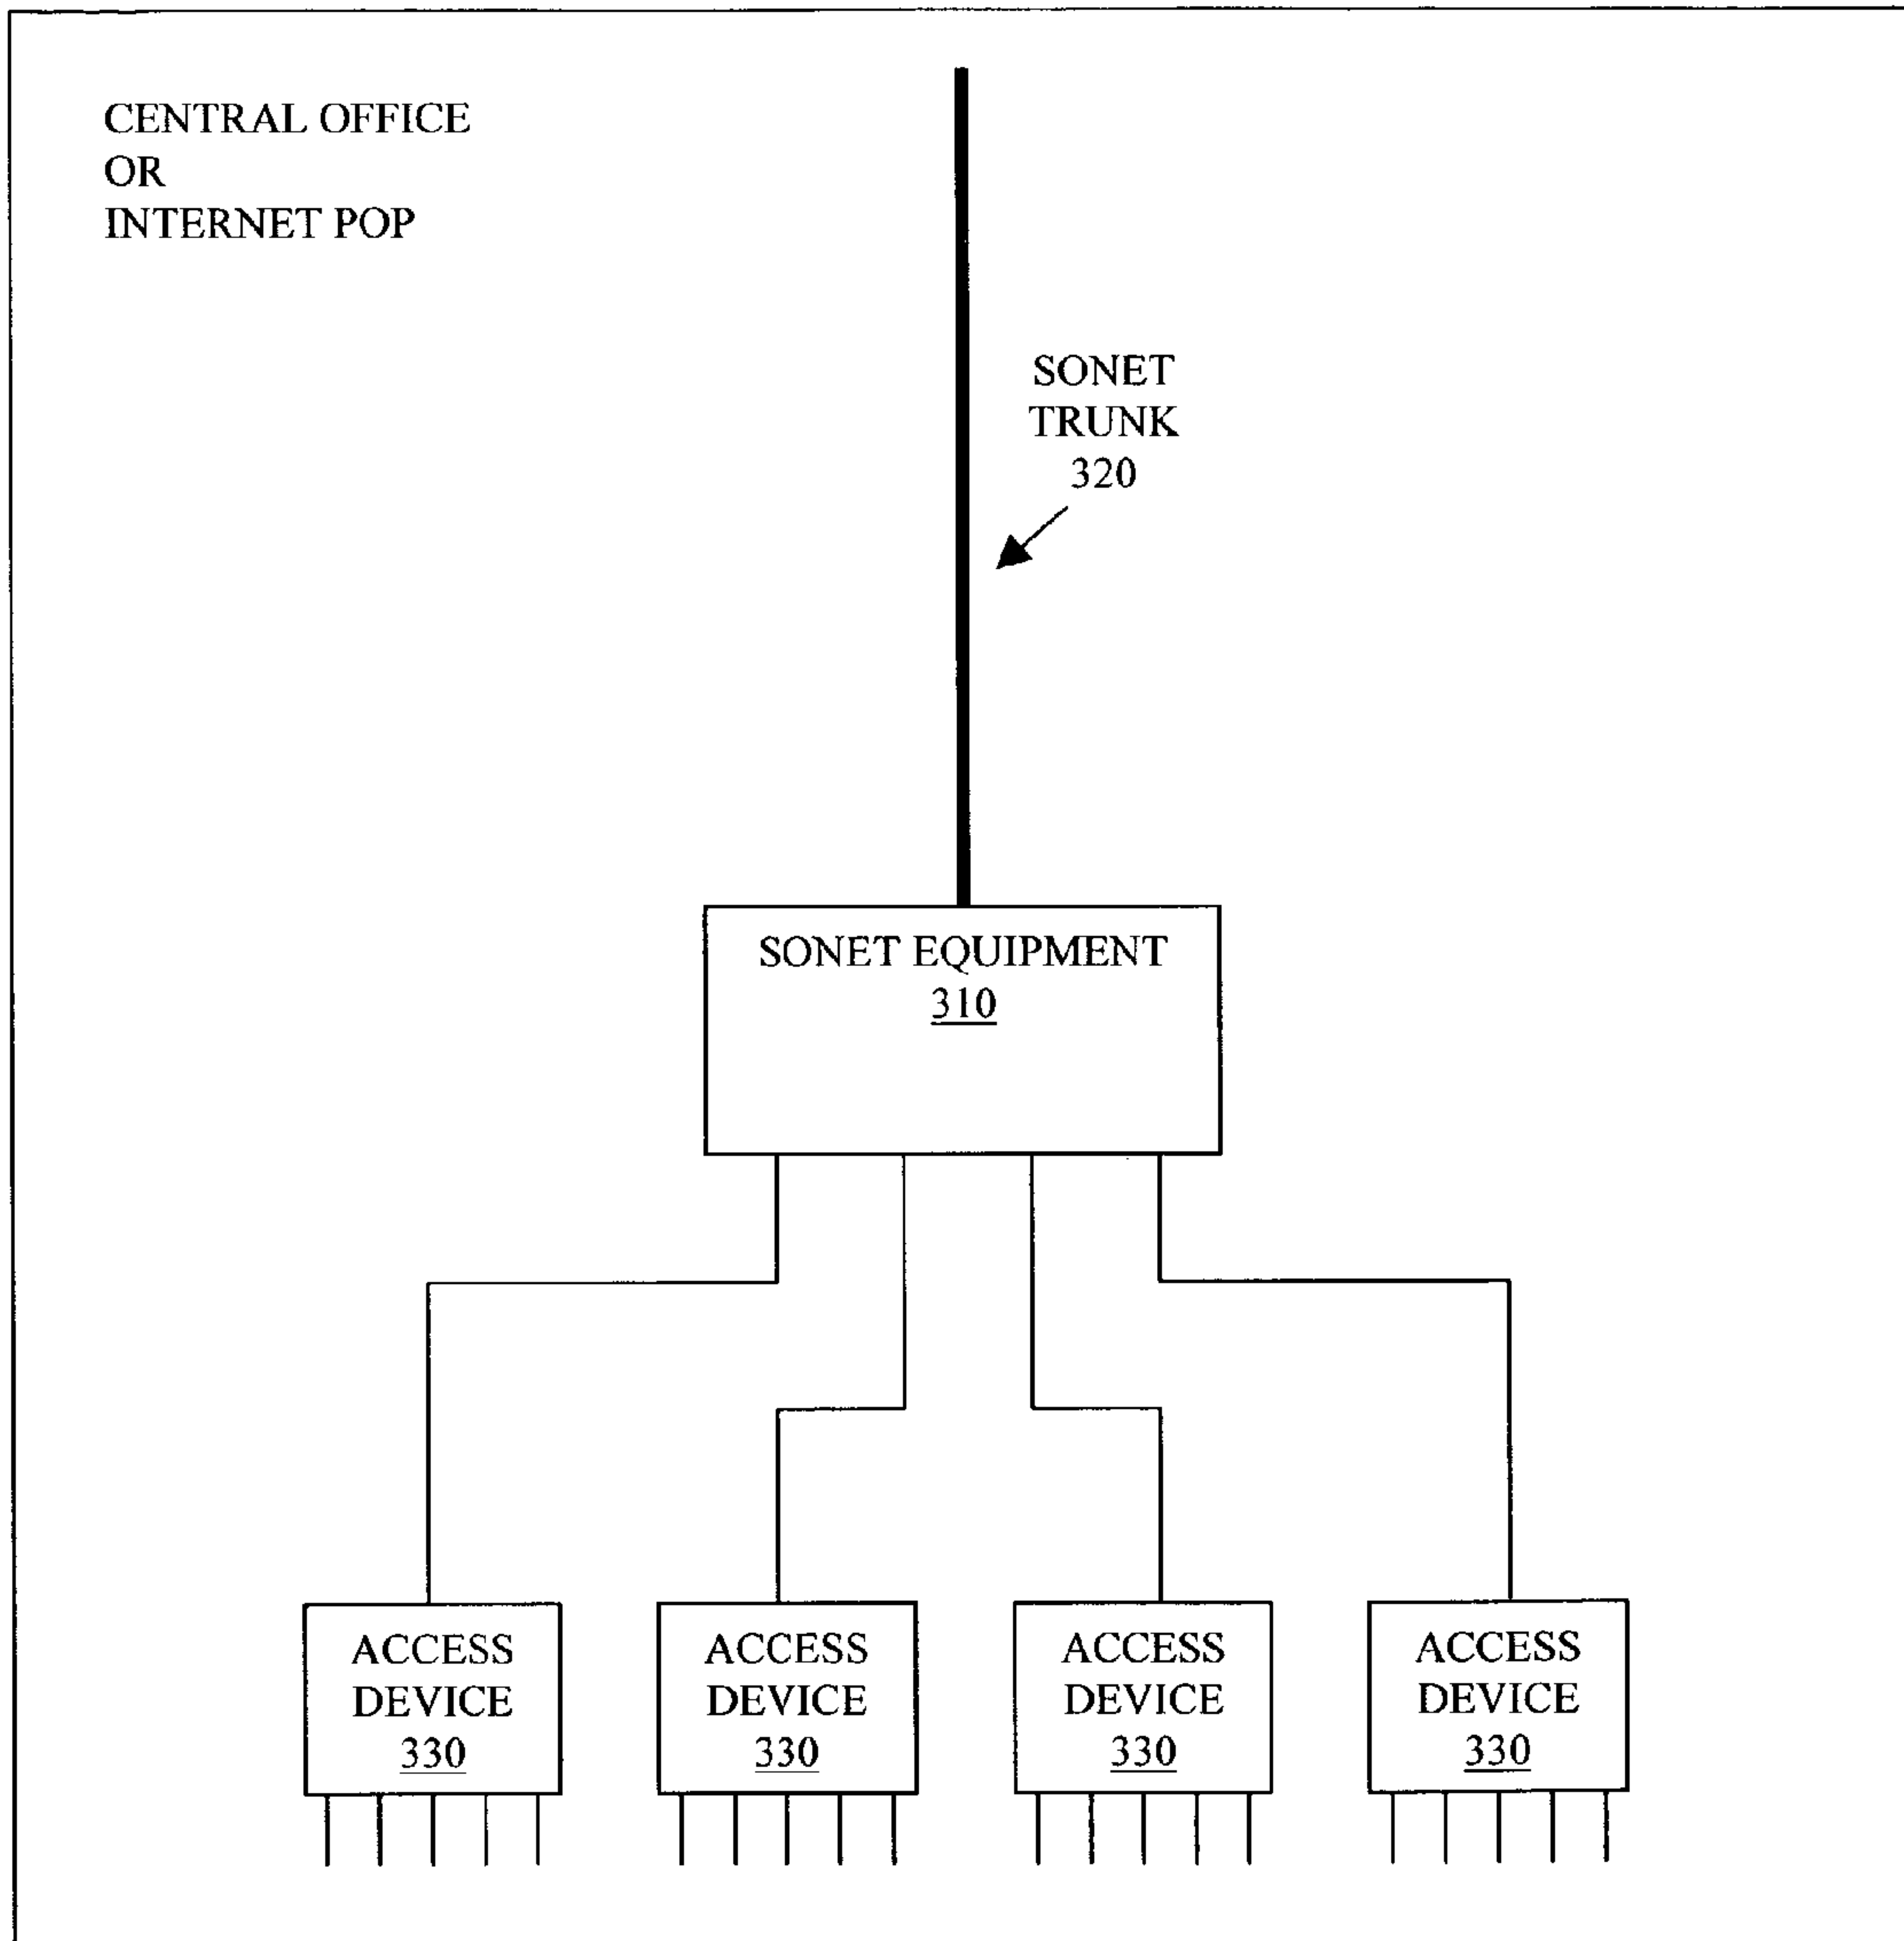 CENTRAL OFFICE
OR
INTERNET POP
SONET
TRUNK
320
SONET EQUIPMENT
310
ACCESS
DEVICE
330
ACCESS
DEVICE
330
ACCESS
DEVICE
330
ACCESS
DEVICE
330